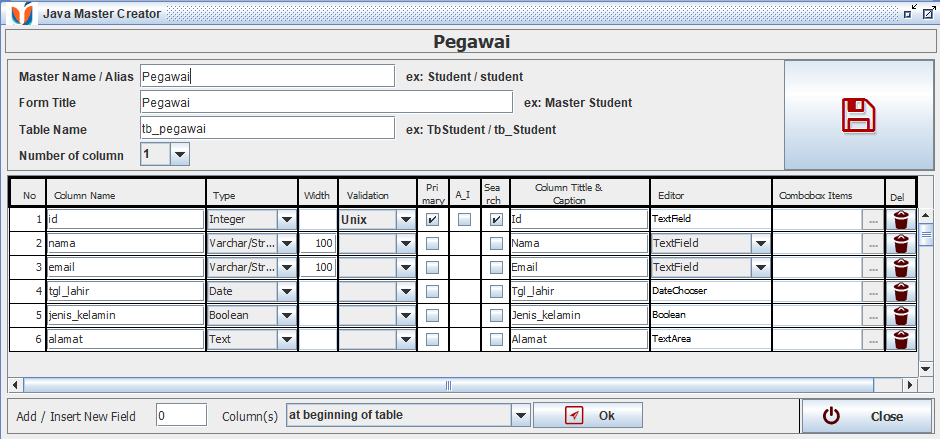 Java Master Creator
Pegawai
Master Name / Alias Pegawai ex: Student / student
Form Title Pegawai ex: Master Student
Table Name tb_pegawai ex: TbStudent / tb_Student
Number of column 1
No Column Name Type Width Validation Pri mary A_I Sea rch Column Tittle & Caption Editor Combobox Items Del
1 id Integer Unix Id TextField ...
2 nama Varchar/Str... 100 Nama TextField ...
3 email Varchar/Str... 100 Email TextField ...
4 tgl_lahir Date Tgl_lahir DateChooser ...
5 jenis_kelamin Boolean Jenis_kelamin Boolean ...
6 alamat Text Alamat TextArea ...
Add / Insert New Field 0 Column(s) at beginning of table Ok Close